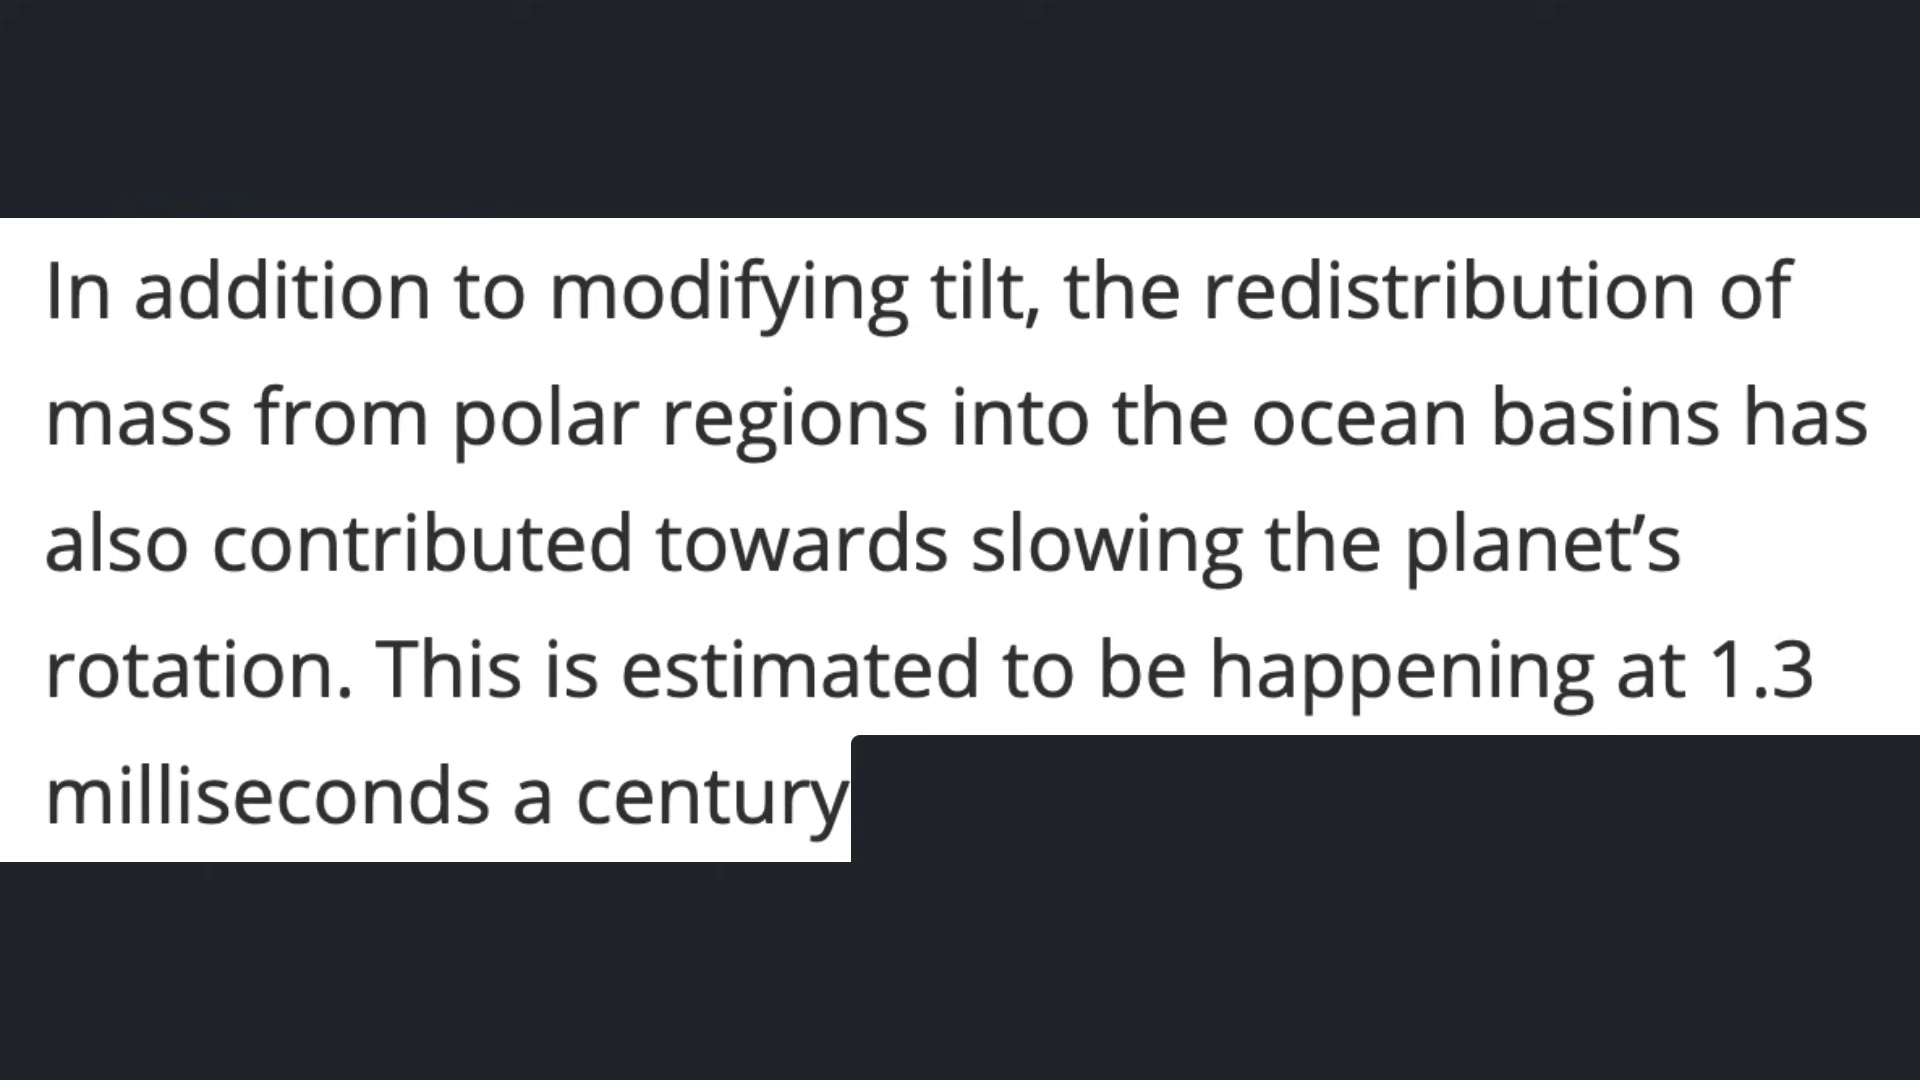 In addition to modifying tilt, the redistribution of
mass from polar regions into the ocean basins has
also contributed towards slowing the planet’s
rotation. This is estimated to be happening at 1.3
milliseconds a century